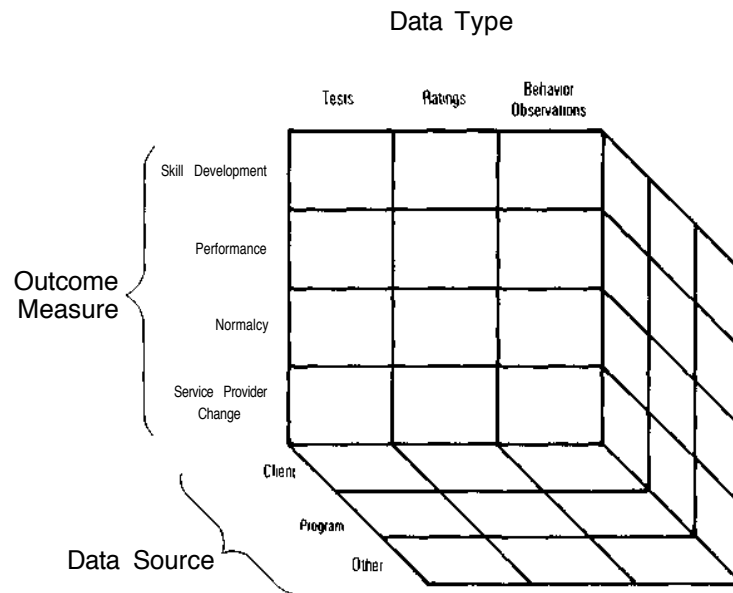 Data Type
Tests
Ratings
Behavior
Observations
Skill Development
Performance
Outcome
Measure
Normalcy
Service Provider
Change
Client
Program
Other
Data Source